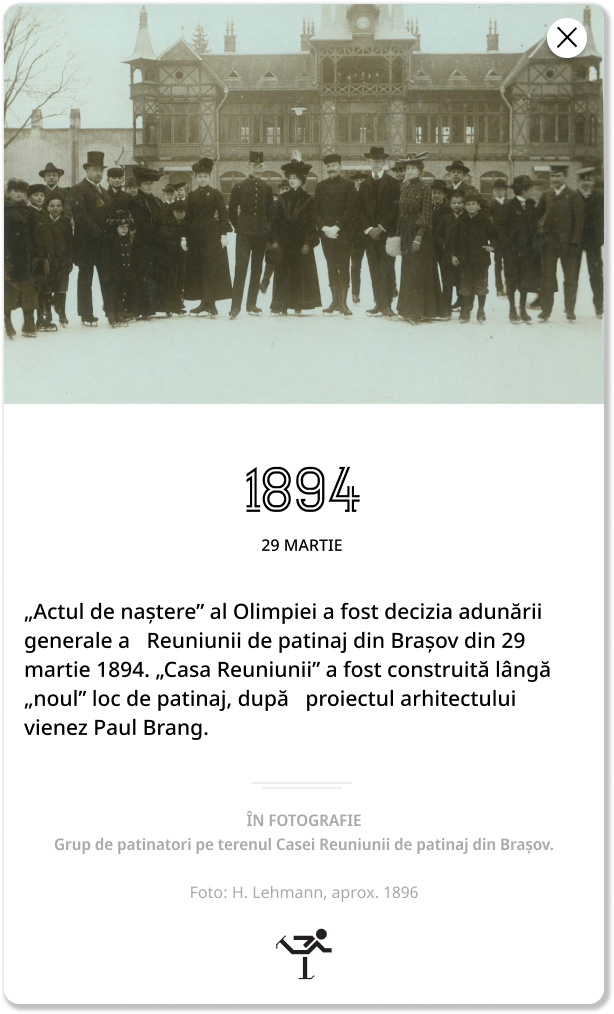 1894
29 MARTIE
„Actul de naștere” al Olimpiei a fost decizia adunării
generale a   Reuniunii de patinaj din Brașov din 29
martie 1894. „Casa Reuniunii” a fost construită lângă
„noul” loc de patinaj, după   proiectul arhitectului
vienez Paul Brang.
ÎN FOTOGRAFIE
Grup de patinatori pe terenul Casei Reuniunii de patinaj din Brașov.
Foto: H. Lehmann, aprox. 1896